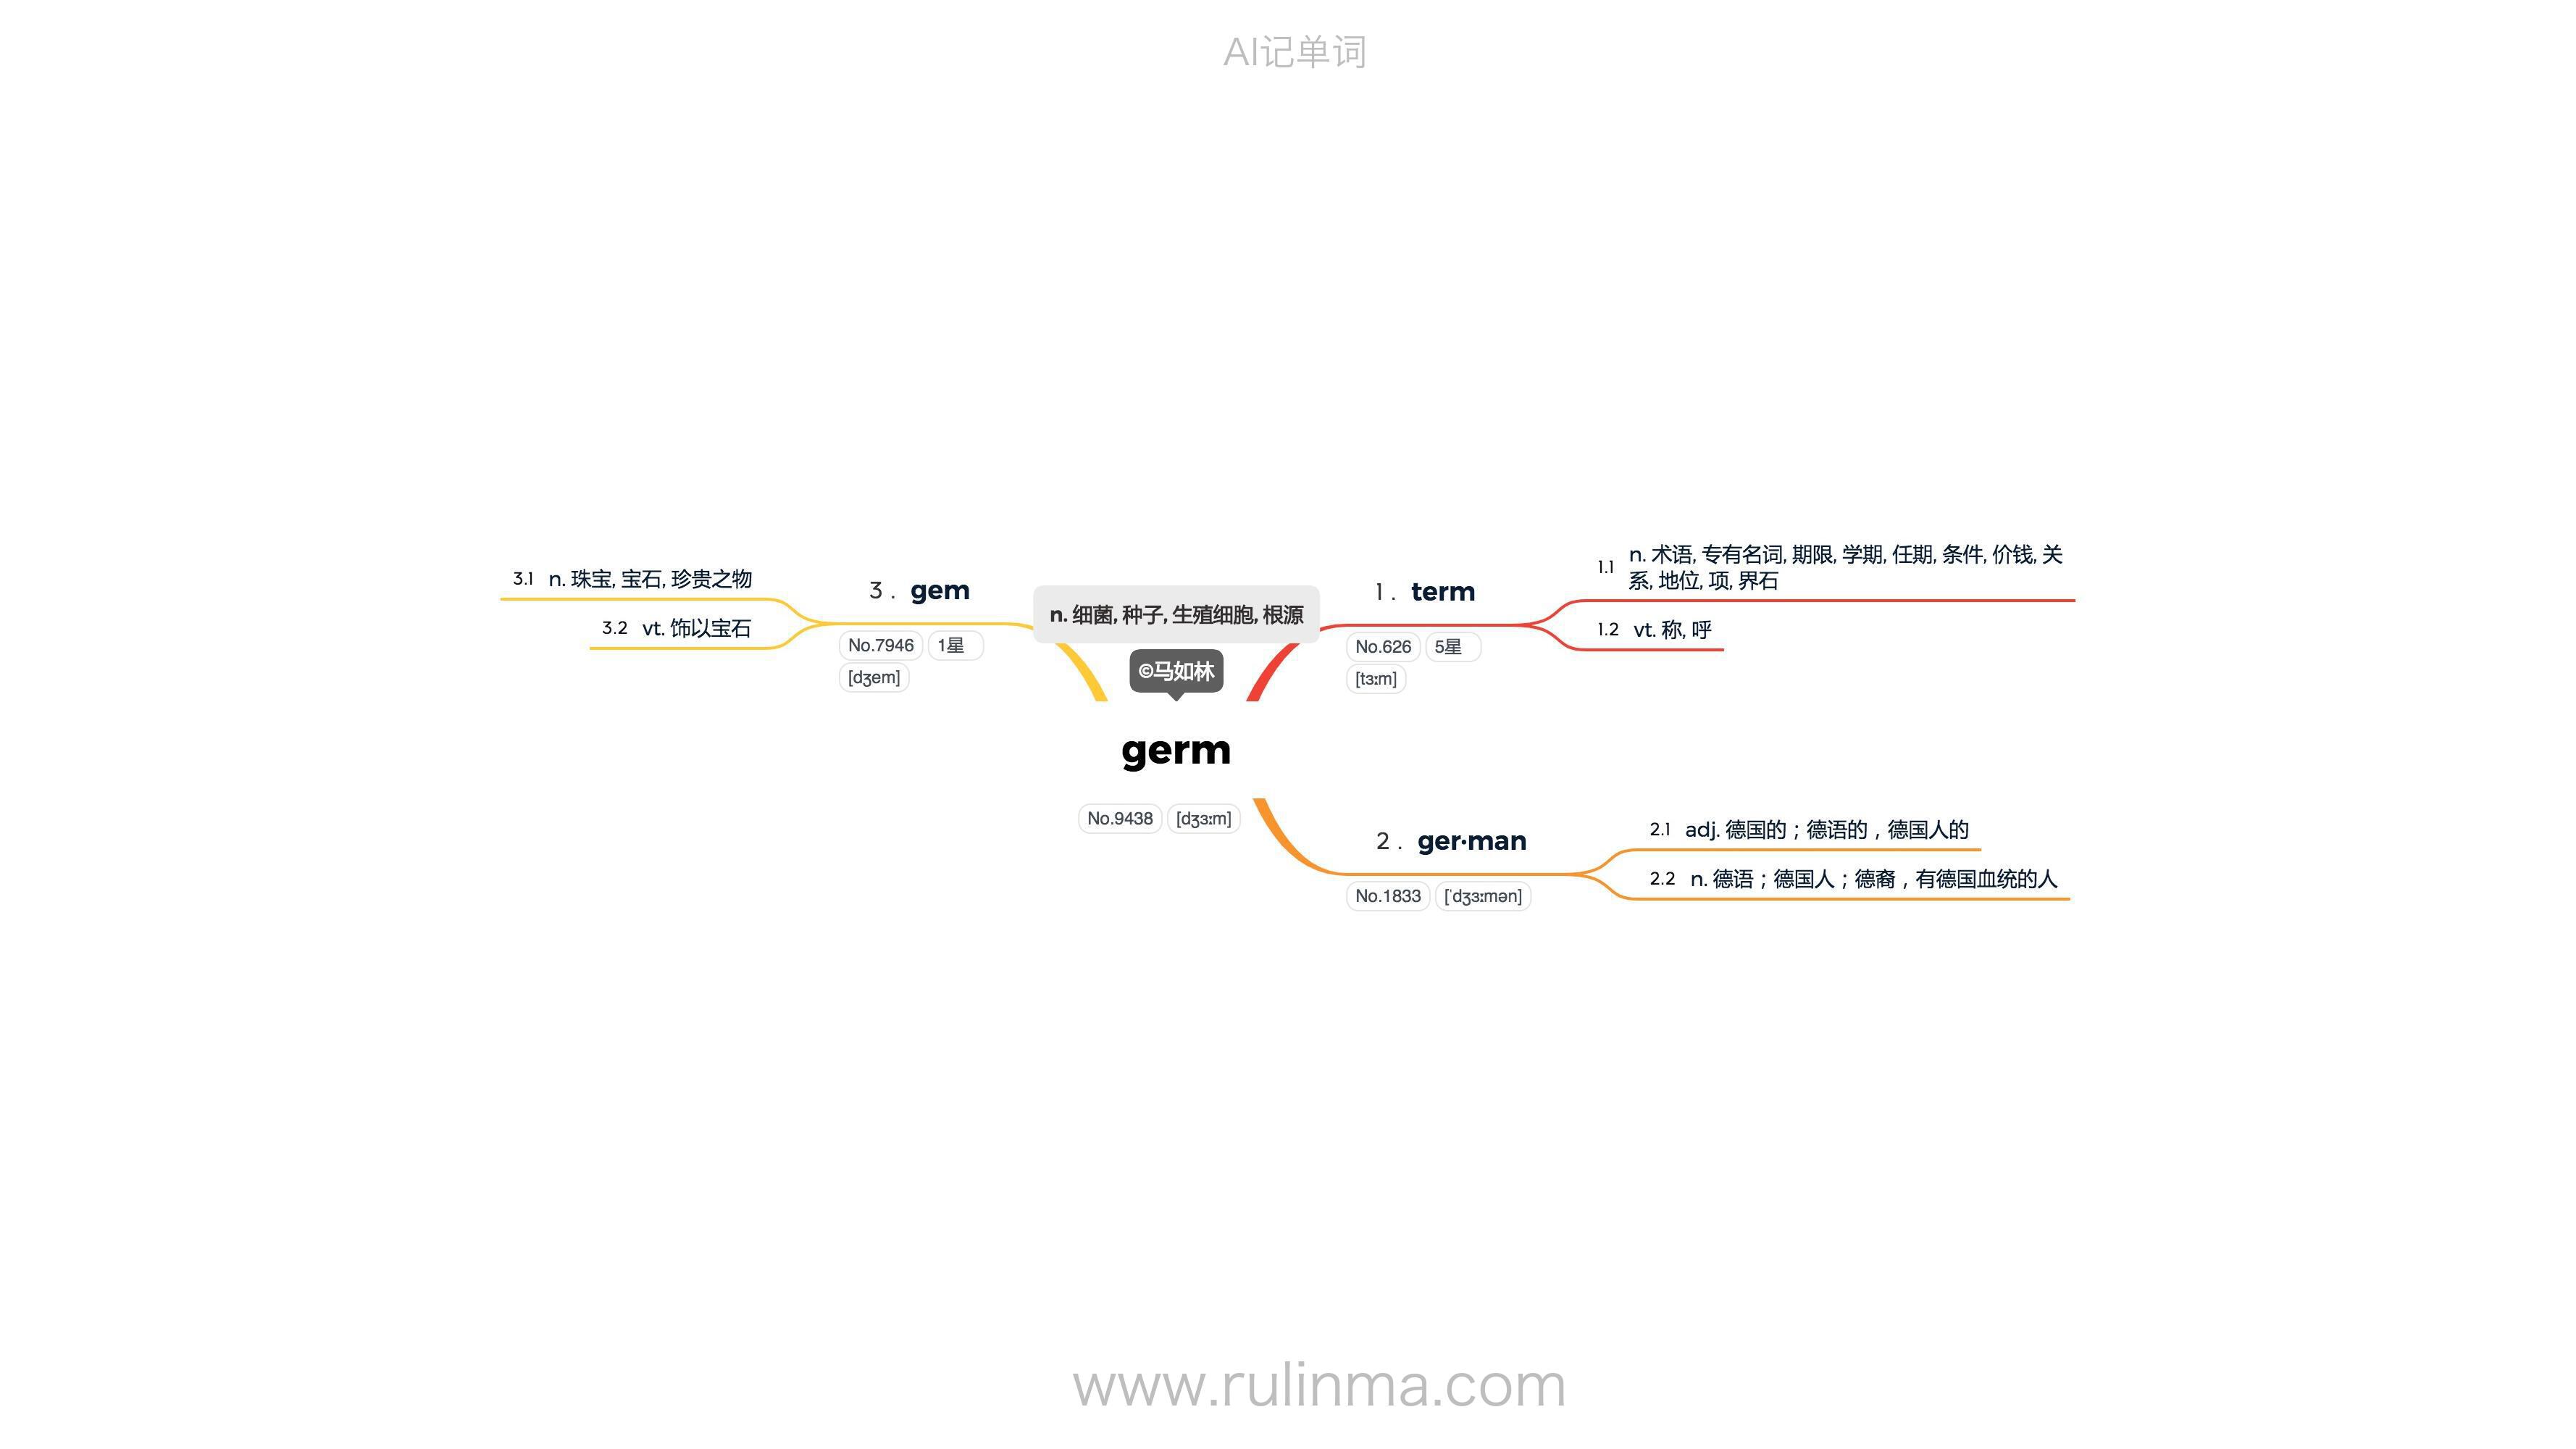 AI记单词
n. 细菌, 种子, 生殖细胞, 根源
©马如林
germ
No.9438 [dʒɜːm]
1. term
No.626 5星
[tɜːm]
1.1 n. 术语, 专有名词, 期限, 学期, 任期, 条件, 价钱, 关
系, 地位, 项, 界石
1.2 vt. 称, 呼
2. ger·man
No.1833 [ˈdʒɜːmən]
2.1 adj. 德国的；德语的，德国人的
2.2 n. 德语；德国人；德裔，有德国血统的人
3. gem
No.7946 1星
[dʒem]
3.1 n. 珠宝, 宝石, 珍贵之物
3.2 vt. 饰以宝石
www.rulinma.com